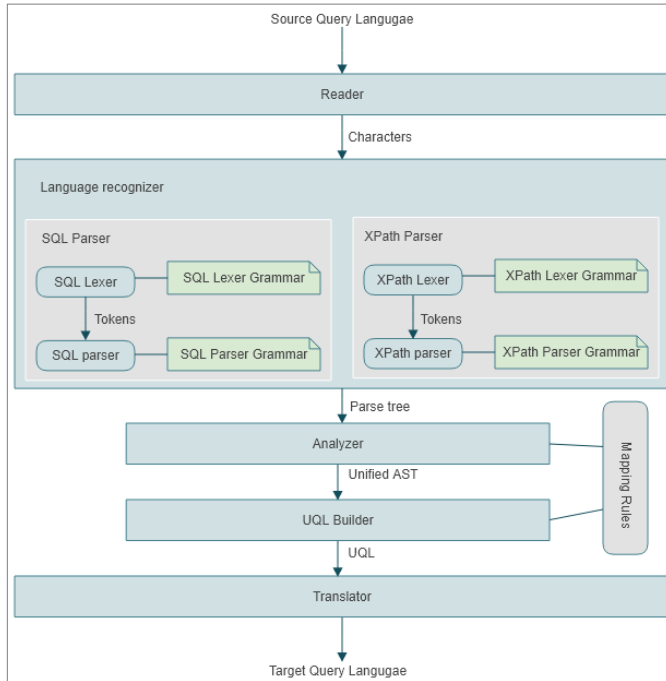 Source Query Langugae
Reader
Characters
Language recognizer
SQL Parser
XPath Parser
SQL Lexer
SQL Lexer Grammar
XPath Lexer
XPath Lexer Grammar
Tokens
Tokens
SQL parser
SQL Parser Grammar
XPath parser
XPath Parser Grammar
Parse tree
Analyzer
Mapping Rules
Unified AST
UQL Builder
UQL
Translator
Target Query Langugae